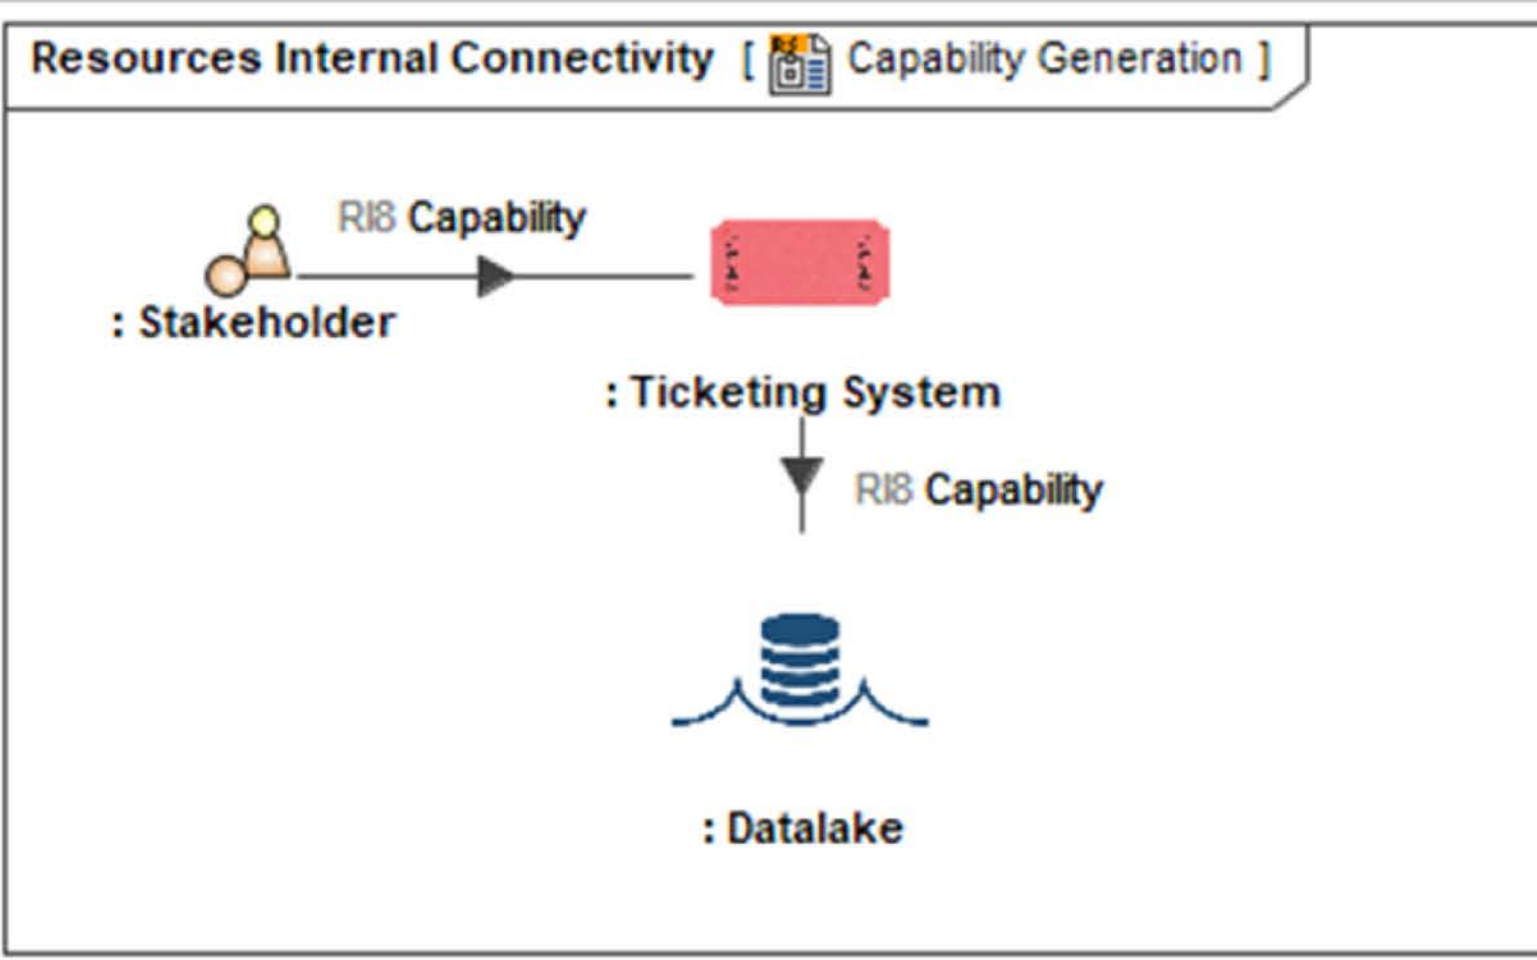 Resources Internal Connectivity [ Capability Generation ]
RI8 Capability
: Stakeholder
: Ticketing System
RI8 Capability
: Datalake